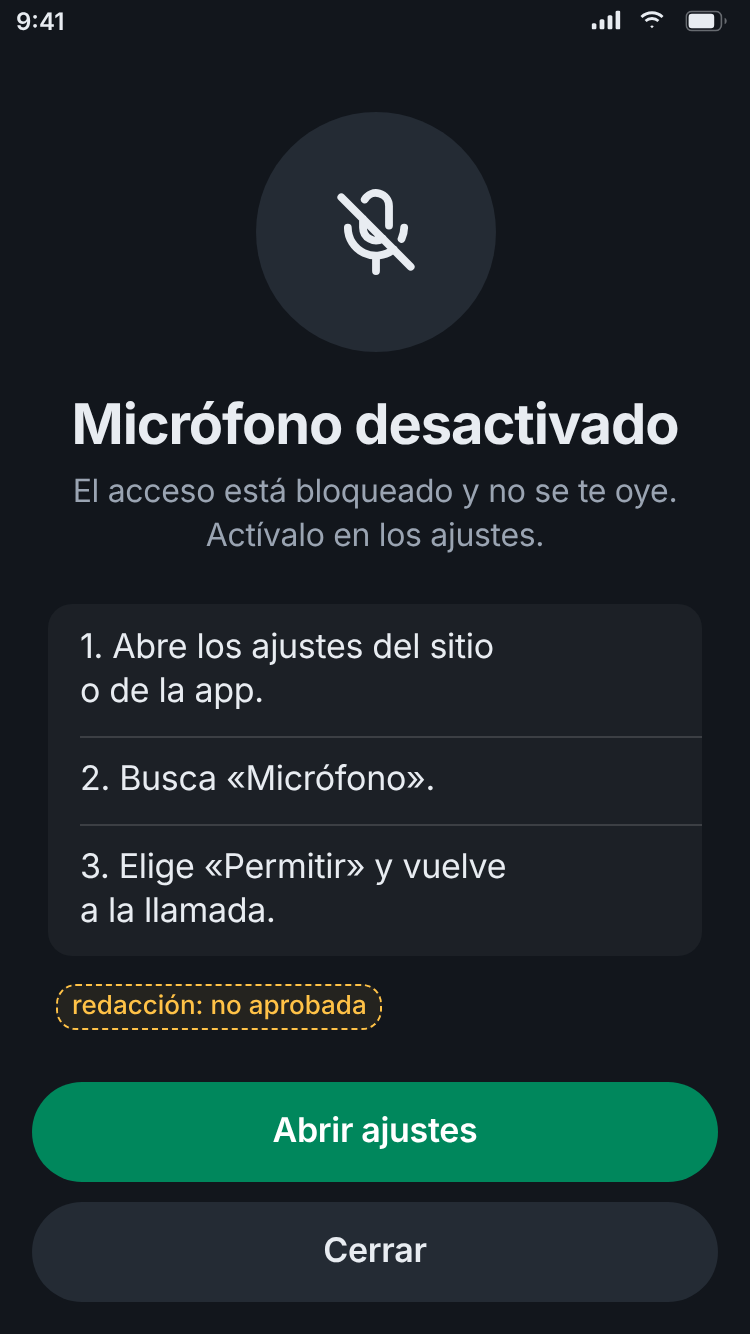 9:41
Micrófono desactivado
El acceso está bloqueado y no se te oye.
Actívalo en los ajustes.
1. Abre los ajustes del sitio
o de la app.
2. Busca «Micrófono».
3. Elige «Permitir» y vuelve
a la llamada.
redacción: no aprobada
Abrir ajustes
Cerrar